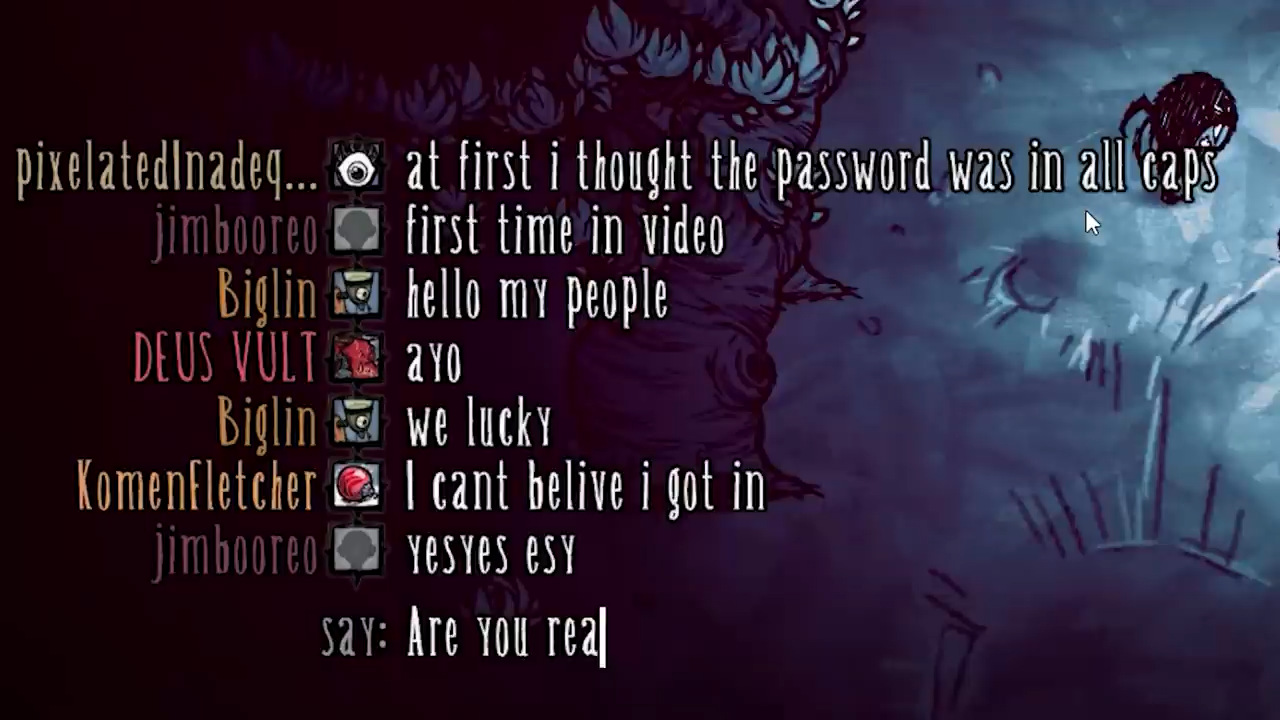 pixelatedInadeq... at first i thought the password was in all caps
jimbooreo first time in video
Biglin hello my people
DEUS VULT ayo
Biglin we lucky
KomenFletcher I cant belive i got in
jimbooreo yesyes esy
say: Are you rea